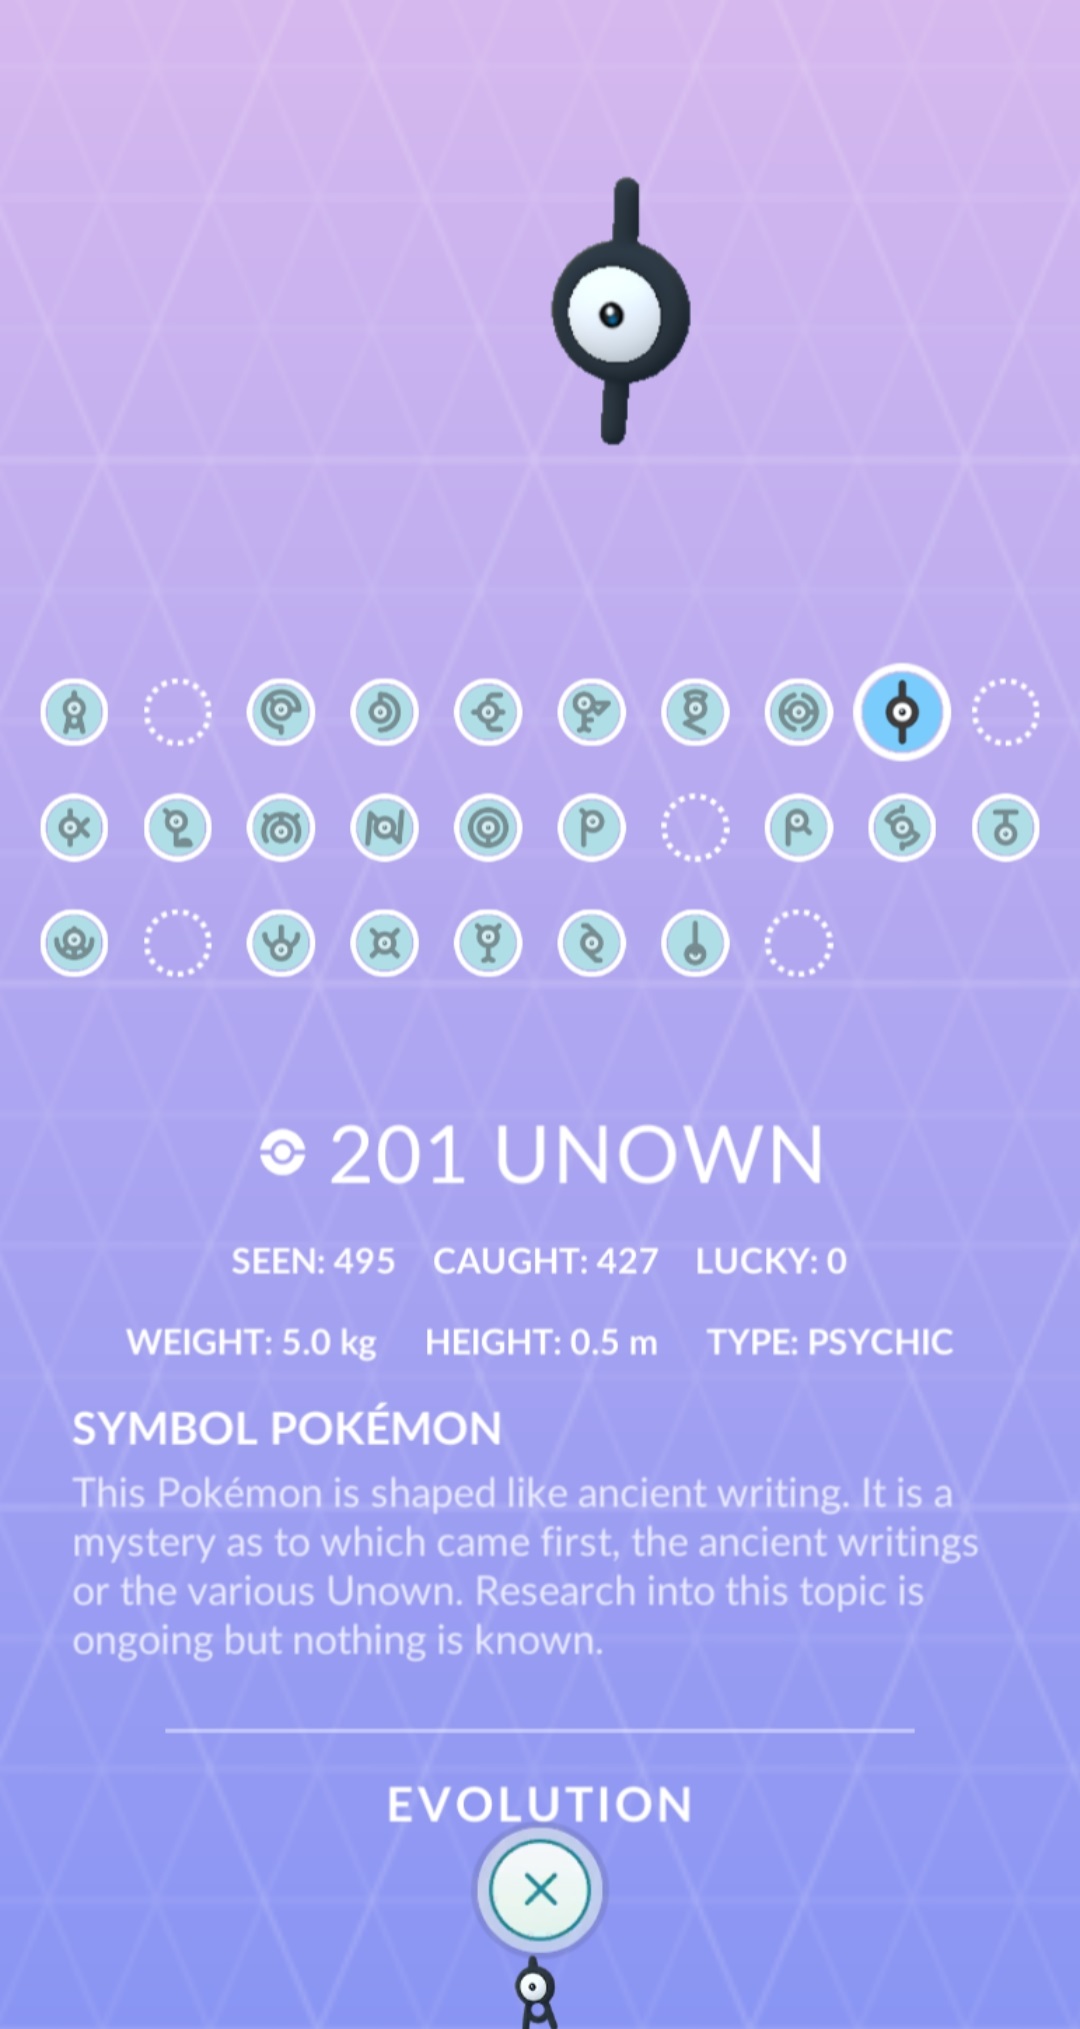 201 UNOWN
SEEN: 495 CAUGHT: 427 LUCKY: 0
WEIGHT: 5.0 kg HEIGHT: 0.5 m TYPE: PSYCHIC
SYMBOL POKÉMON
This Pokémon is shaped like ancient writing. It is a
mystery as to which came first, the ancient writings
or the various Unown. Research into this topic is
ongoing but nothing is known.
EVOLUTION